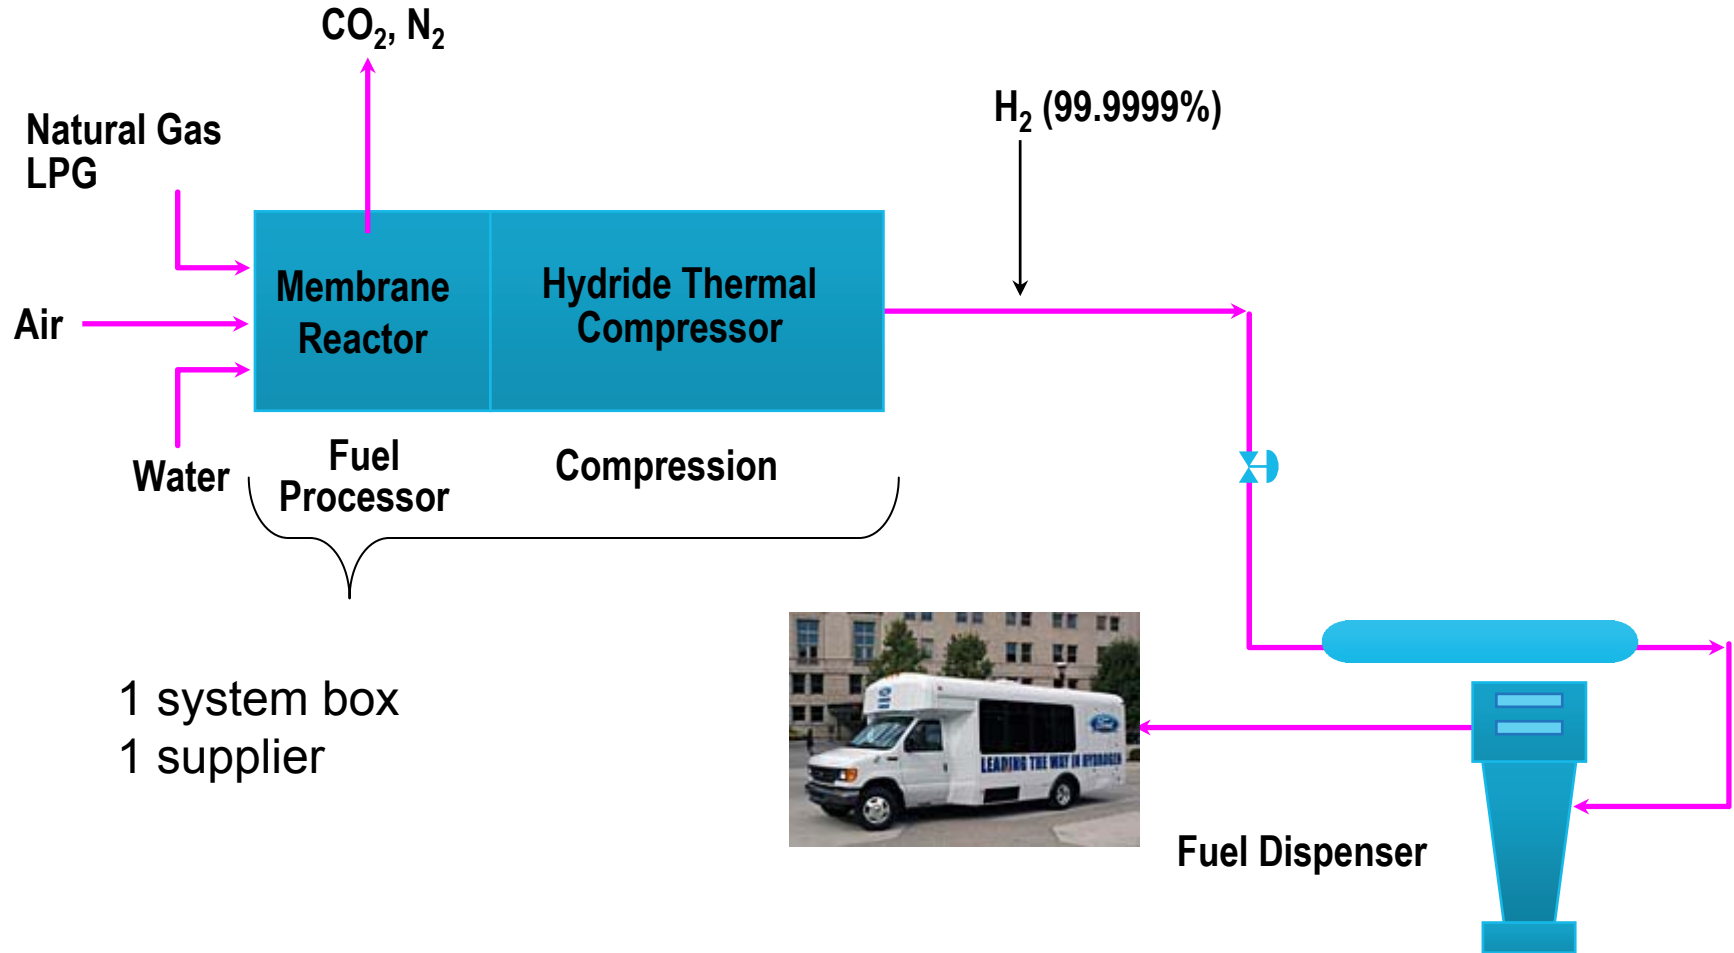 CO2, N2
H2 (99.9999%)
Natural Gas
LPG
Air
Water
Membrane
Reactor
Hydride Thermal
Compressor
Fuel
Processor
Compression
1 system box
1 supplier
Ford
LEADING THE WAY IN HYDROGEN
Fuel Dispenser